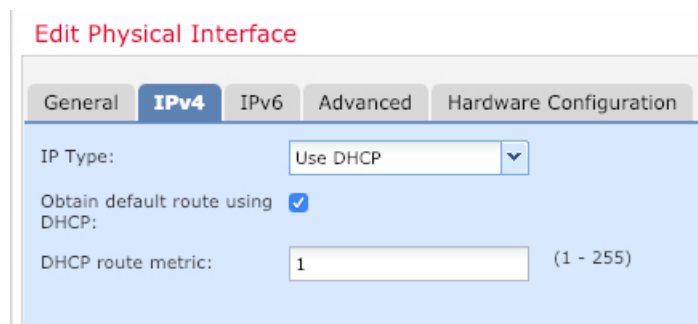 Edit Physical Interface
General IPv4 IPv6 Advanced Hardware Configuration
IP Type: Use DHCP
Obtain default route using
DHCP:
DHCP route metric: 1 (1 - 255)